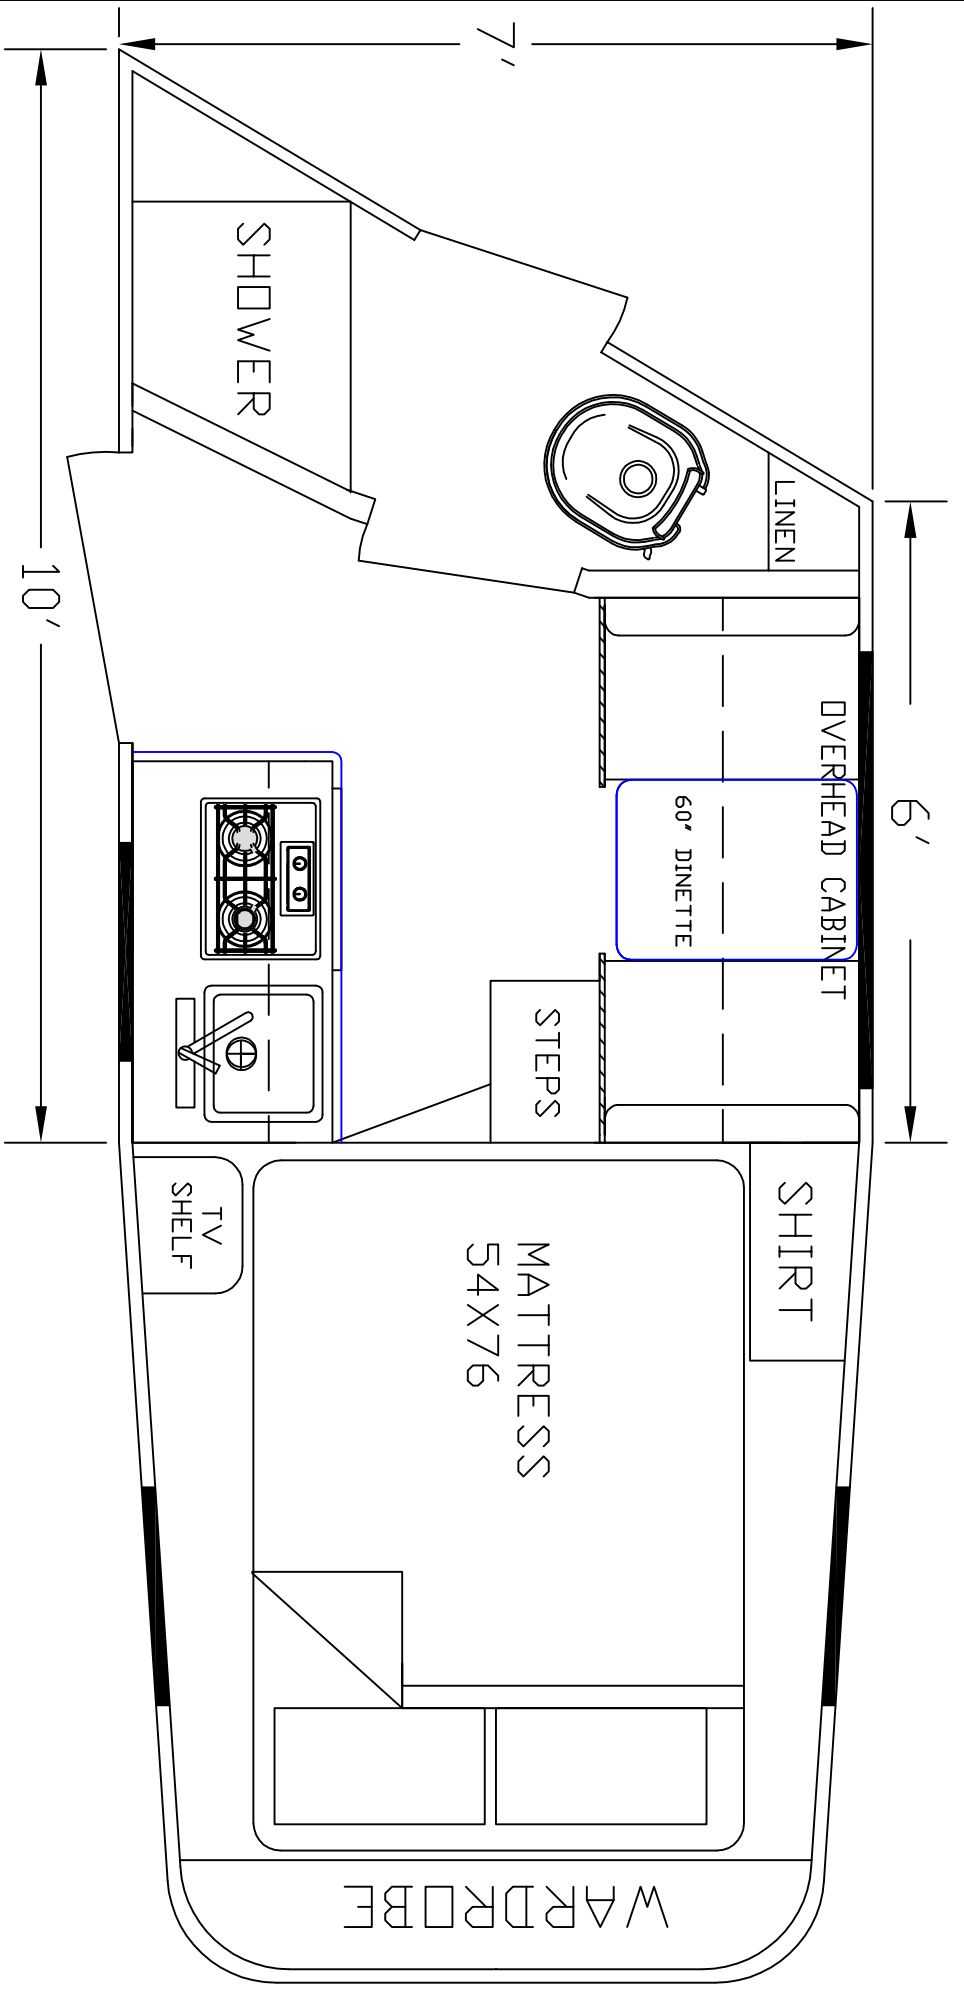 7'
10'
6'
SHOWER
LINEN
OVERHEAD CABINET
60" DINETTE
STEPS
TV
SHELF
SHIRT
MATTRESS
54X76
WARDROBE